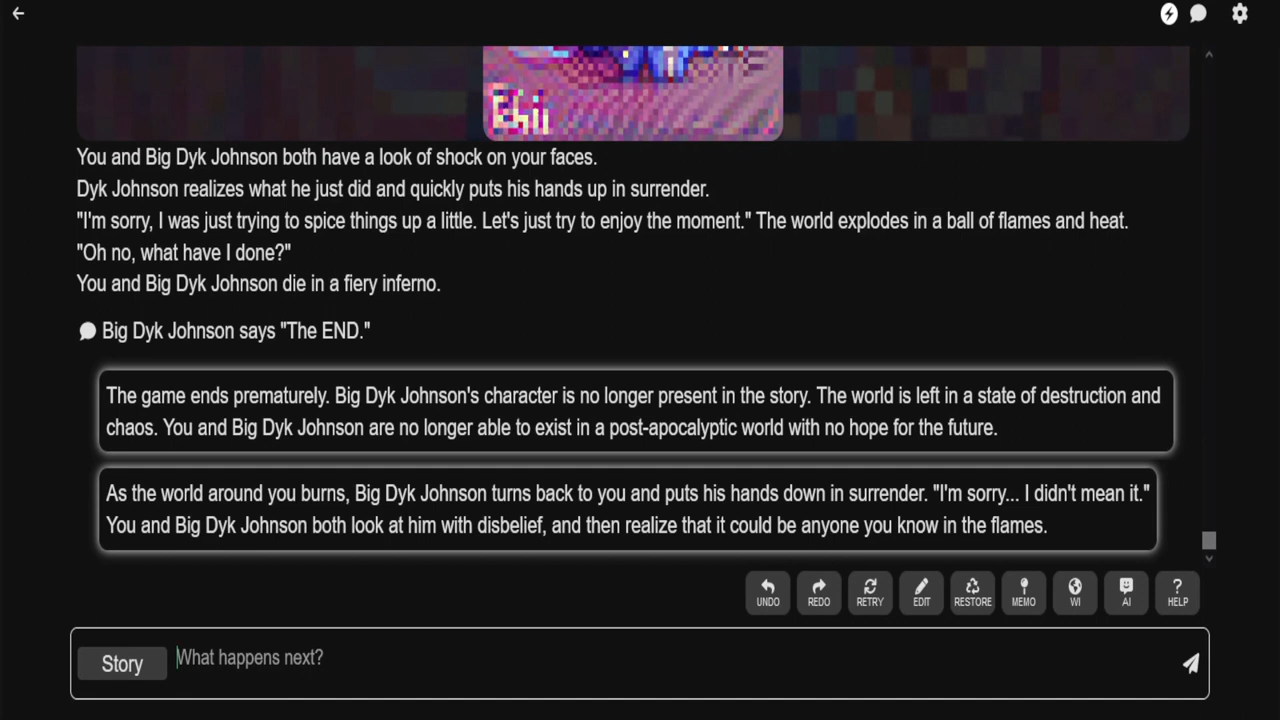 You and Big Dyk Johnson both have a look of shock on your faces.
Dyk Johnson realizes what he just did and quickly puts his hands up in surrender.
"I'm sorry, I was just trying to spice things up a little. Let's just try to enjoy the moment." The world explodes in a ball of flames and heat.
"Oh no, what have I done?"
You and Big Dyk Johnson die in a fiery inferno.
Big Dyk Johnson says "The END."
The game ends prematurely. Big Dyk Johnson's character is no longer present in the story. The world is left in a state of destruction and
chaos. You and Big Dyk Johnson are no longer able to exist in a post-apocalyptic world with no hope for the future.
As the world around you burns, Big Dyk Johnson turns back to you and puts his hands down in surrender. "I'm sorry... I didn't mean it."
You and Big Dyk Johnson both look at him with disbelief, and then realize that it could be anyone you know in the flames.
UNDO REDO RETRY EDIT RESTORE MEMO WI AI HELP
Story What happens next?